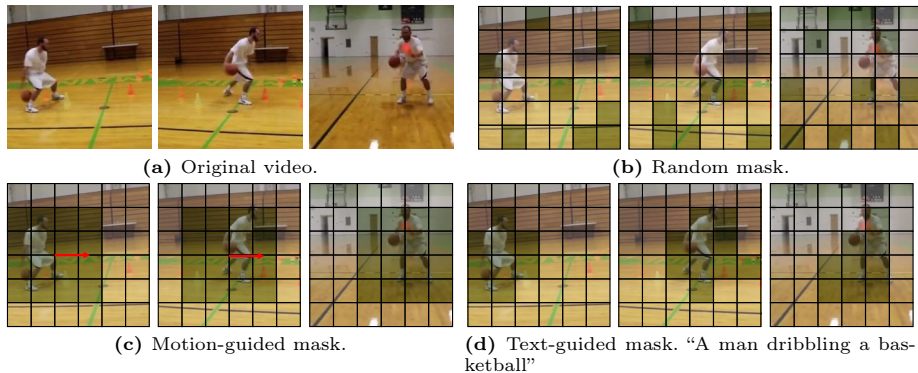 (a) Original video.
(b) Random mask.
(c) Motion-guided mask.
(d) Text-guided mask. “A man dribbling a bas-
ketball”